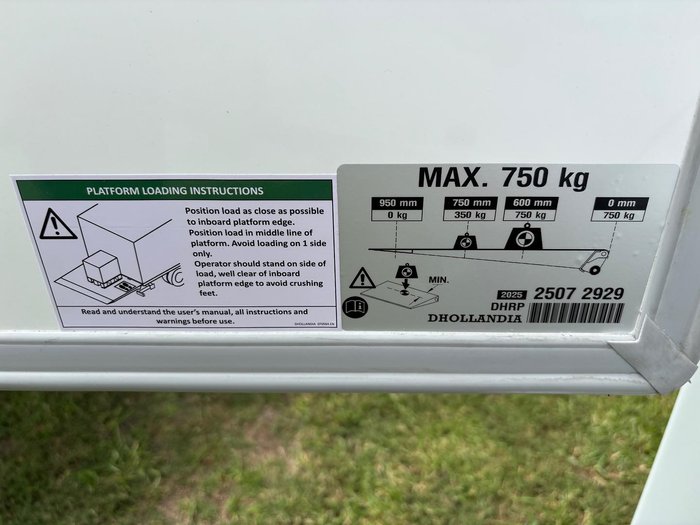 PLATFORM LOADING INSTRUCTIONS
Position load as close as possible
to inboard platform edge.
Position load in middle line of
platform. Avoid loading on 1 side
only.
Operator should stand on side of
load, well clear of inboard
platform edge to avoid crushing
feet.
Read and understand the user's manual, all instructions and
warnings before use.
MAX. 750 kg
950 mm 750 mm 600 mm 0 mm
0 kg 350 kg 750 kg 750 kg
MIN.
2025 2507 2929
DHRP
DHOLLANDIA